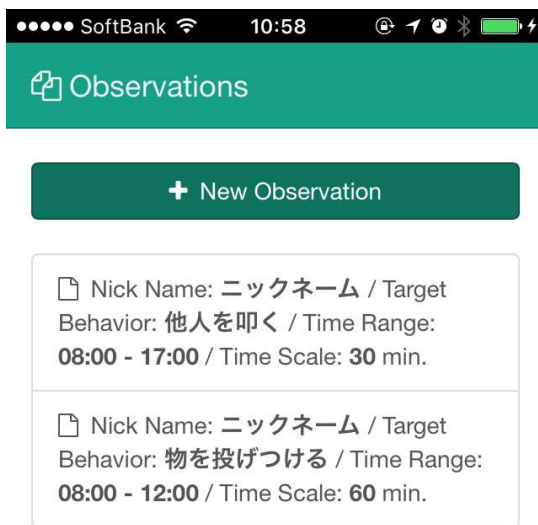 SoftBank 10:58
Observations
New Observation
Nick Name: ニックネーム / Target
Behavior: 他人を叩く / Time Range:
08:00 - 17:00 / Time Scale: 30 min.
Nick Name: ニックネーム / Target
Behavior: 物を投げつける / Time Range:
08:00 - 12:00 / Time Scale: 60 min.